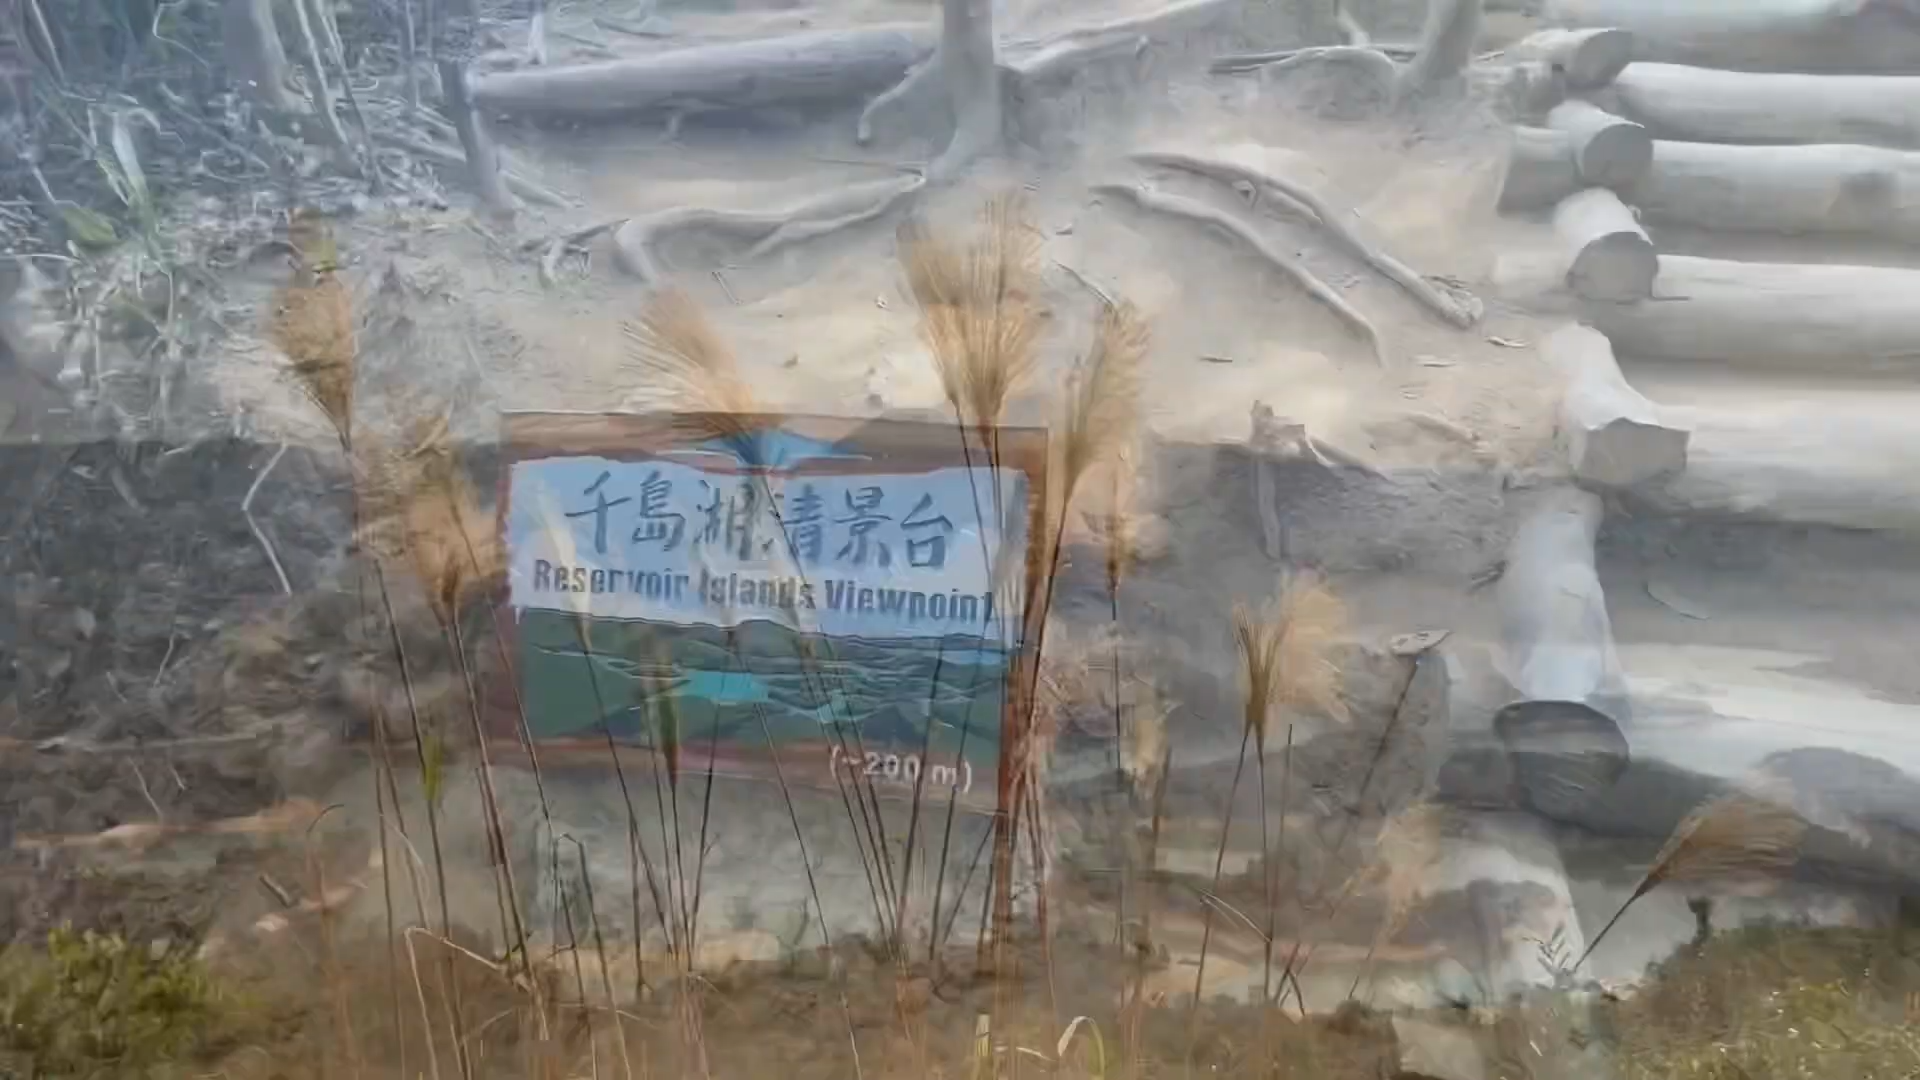 千島湖清景台
Reservoir Islands Viewpoint
(~200 m)